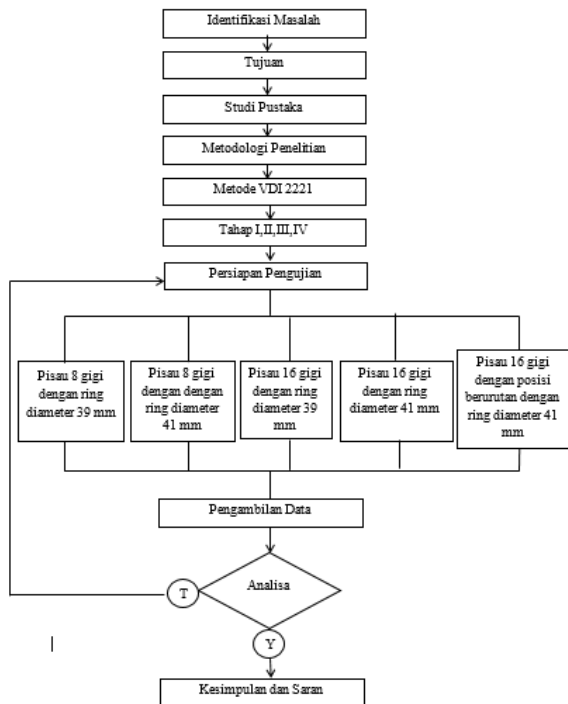 Identifikasi Masalah
Tujuan
Studi Pustaka
Metodologi Penelitian
Metode VDI 2221
Tahap I,II,III,IV
Persiapan Pengujian
Pisau 8 gigi
dengan ring
diameter 39 mm
Pisau 8 gigi
dengan dengan
ring diameter
41 mm
Pisau 16 gigi
dengan ring
diameter 39
mm
Pisau 16 gigi
dengan ring
diameter 41 mm
Pisau 16 gigi
dengan posisi
berurutan dengan
ring diameter 41
mm
Pengambilan Data
Analisa
T
Y
Kesimpulan dan Saran